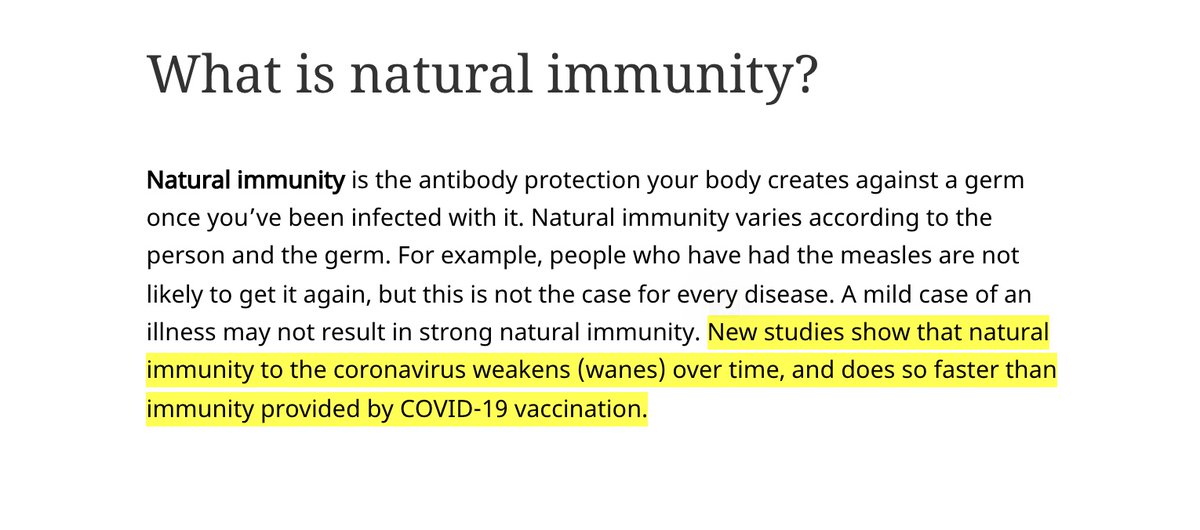 What is natural immunity?
Natural immunity is the antibody protection your body creates against a germ
once you’ve been infected with it. Natural immunity varies according to the
person and the germ. For example, people who have had the measles are not
likely to get it again, but this is not the case for every disease. A mild case of an
illness may not result in strong natural immunity. New studies show that natural
immunity to the coronavirus weakens (wanes) over time, and does so faster than
immunity provided by COVID-19 vaccination.